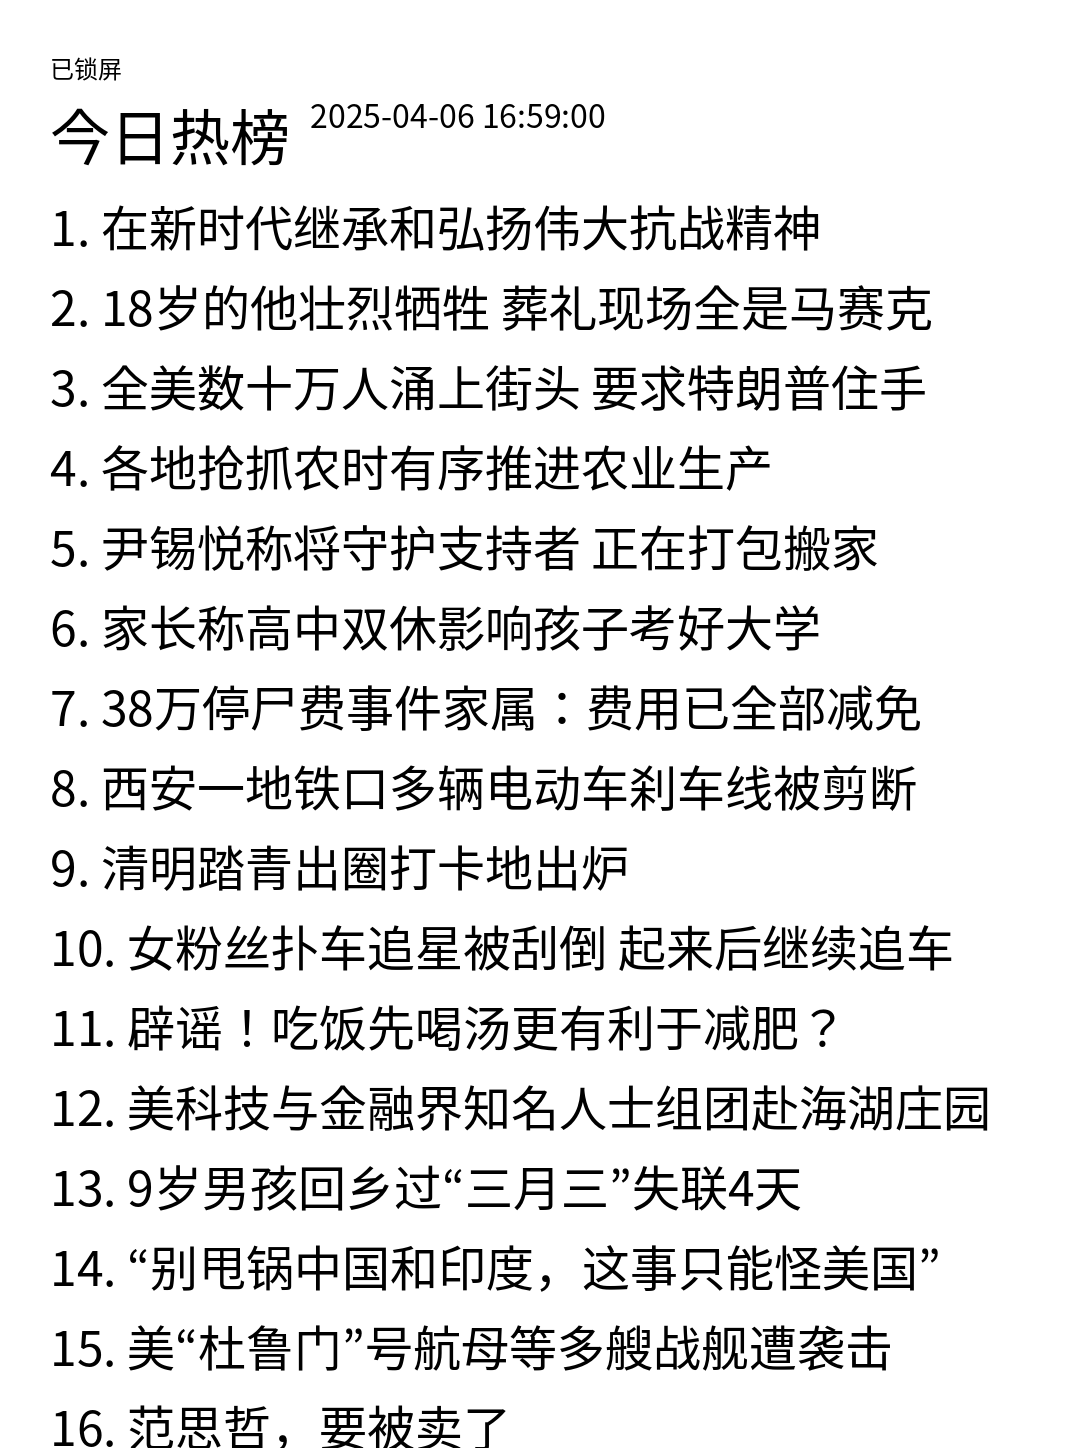 已锁屏
今日热榜 2025-04-06 16:59:00
1. 在新时代继承和弘扬伟大抗战精神
2. 18岁的他壮烈牺牲 葬礼现场全是马赛克
3. 全美数十万人涌上街头 要求特朗普住手
4. 各地抢抓农时有序推进农业生产
5. 尹锡悦称将守护支持者 正在打包搬家
6. 家长称高中双休影响孩子考好大学
7. 38万停尸费事件家属：费用已全部减免
8. 西安一地铁口多辆电动车刹车线被剪断
9. 清明踏青出圈打卡地出炉
10. 女粉丝扑车追星被刮倒 起来后继续追车
11. 辟谣！吃饭先喝汤更有利于减肥？
12. 美科技与金融界知名人士组团赴海湖庄园
13. 9岁男孩回乡过“三月三”失联4天
14. “别甩锅中国和印度，这事只能怪美国”
15. 美“杜鲁门”号航母等多艘战舰遭袭击
16. 范思哲，要被卖了